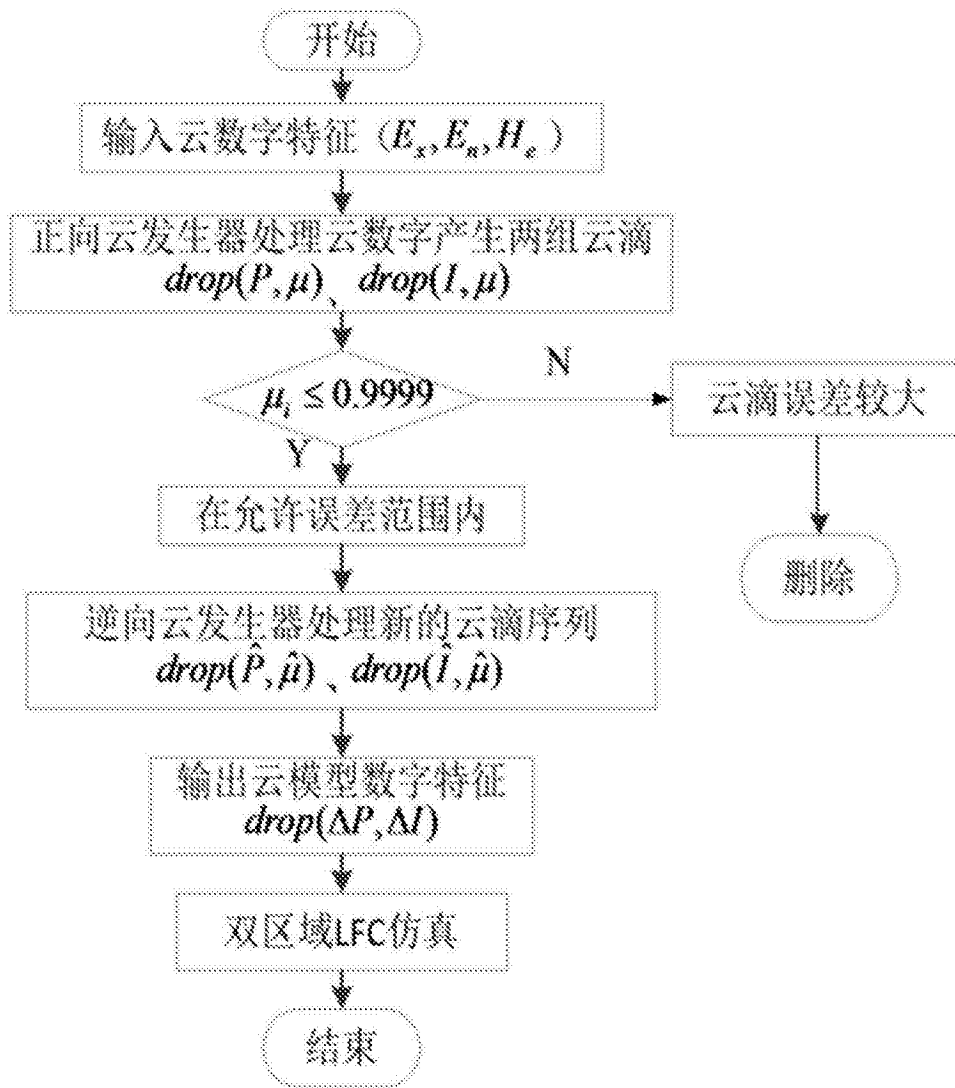 开始
输入云数字特征（E_x,E_n,H_e）
正向云发生器处理云数字产生两组云滴
drop(P,μ)、drop(I,μ)
μ_i ≤ 0.9999
N
云滴误差较大
Y
在允许误差范围内
删除
逆向云发生器处理新的云滴序列
drop(P̂,μ̂)、drop(Î,μ̂)
输出云模型数字特征
drop(ΔP,ΔI)
双区域LFC仿真
结束